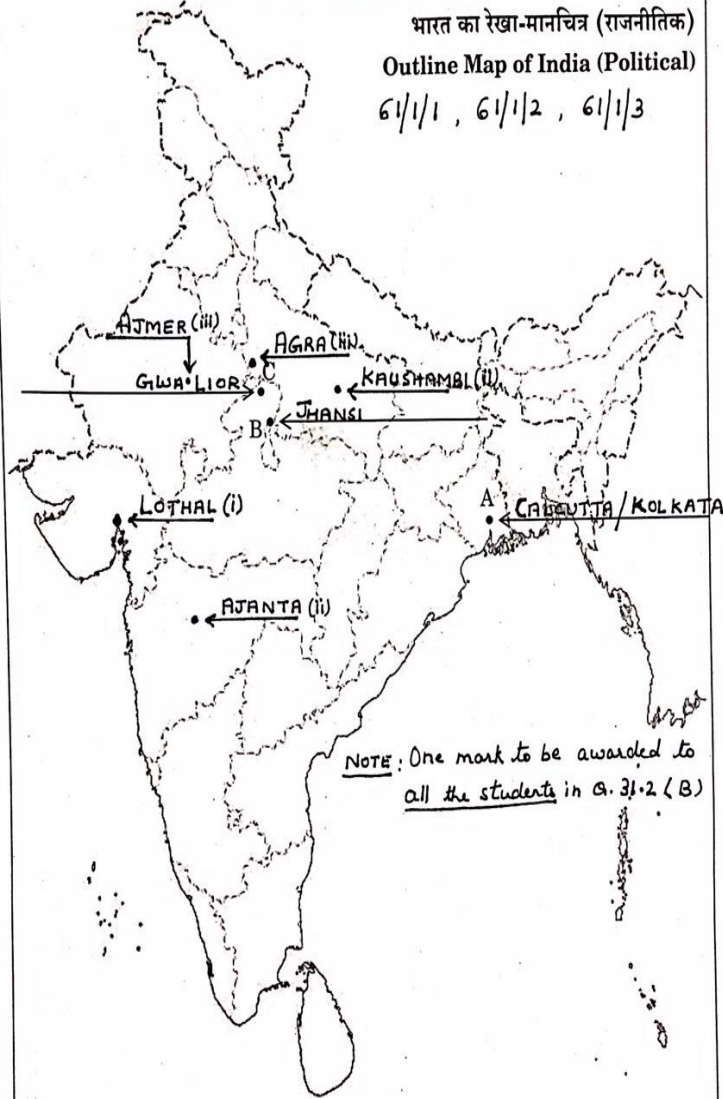 भारत का रेखा-मानचित्र (राजनीतिक)
Outline Map of India (Political)
61/1/1 , 61/1/2 , 61/1/3
AJMER (iii)
AGRA (iii)
C
GWALIOR
KAUSHAMBI (ii)
JHANSI
B
A
LOTHAL (i)
CALCUTTA / KOLKATA
AJANTA (ii)
NOTE : One mark to be awarded to
all the students in Q. 31.2 (B)